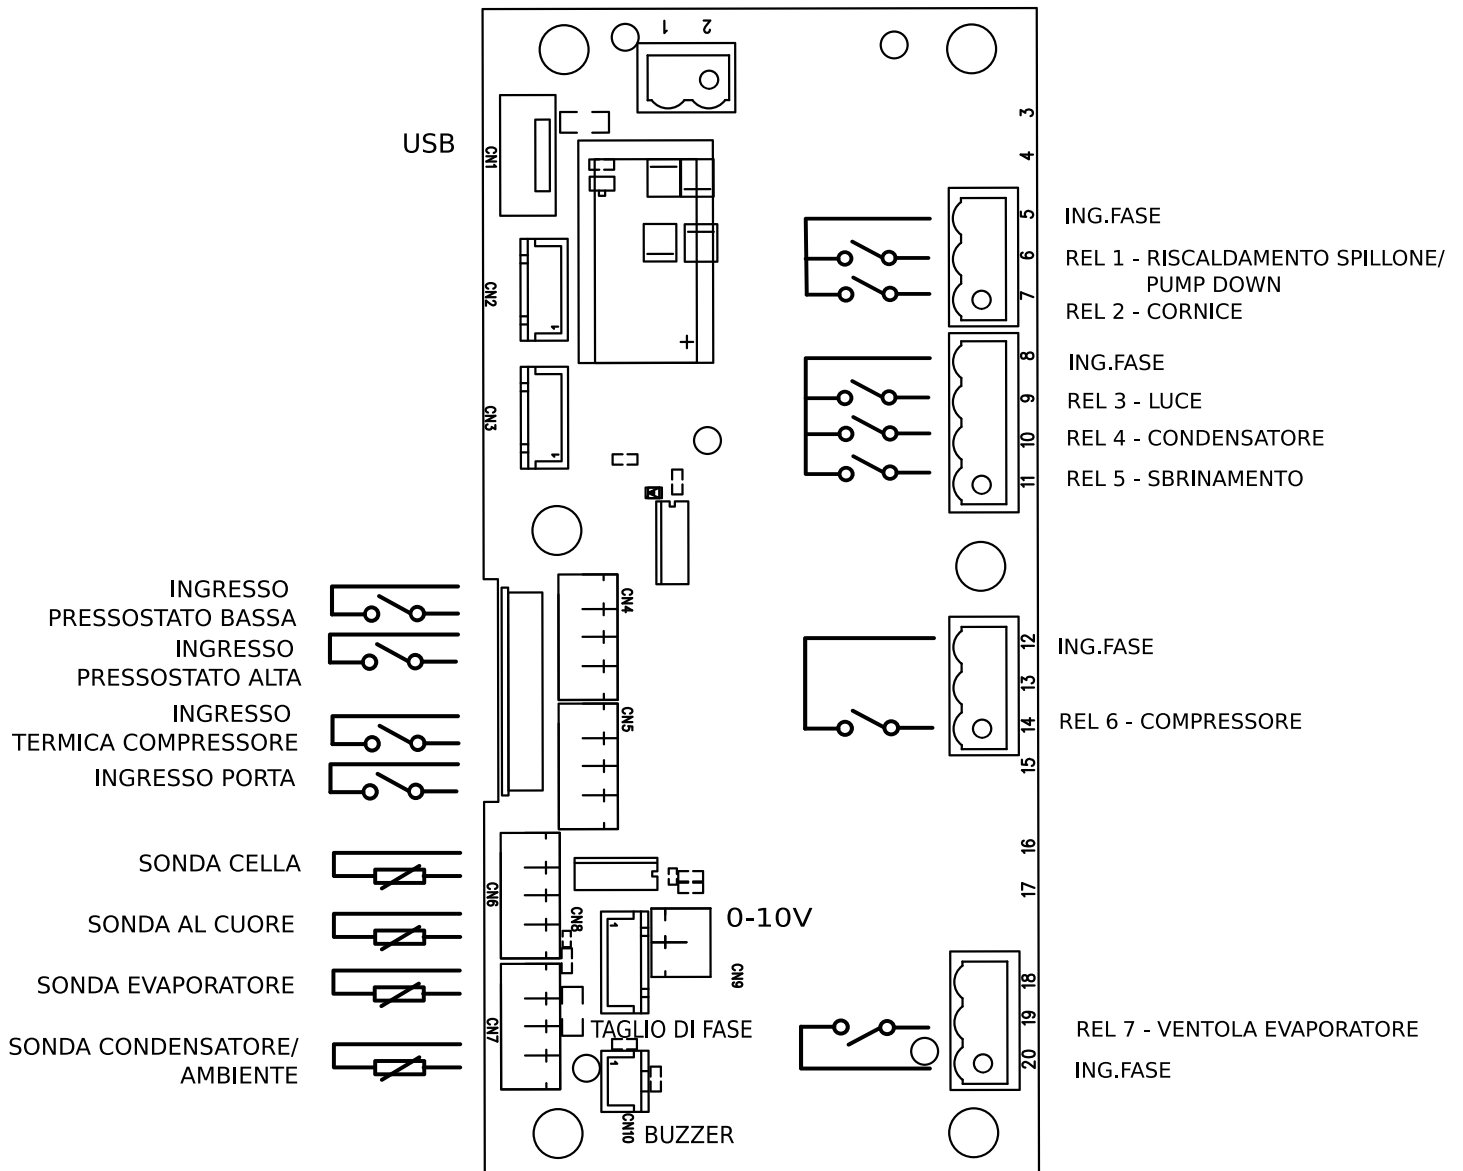 1
2
USB
CN1
CN2
1
CN3
1
3
4
5
6
7
ING.FASE
REL 1 - RISCALDAMENTO SPILLONE/
PUMP DOWN
REL 2 - CORNICE
8
9
10
11
ING.FASE
REL 3 - LUCE
REL 4 - CONDENSATORE
REL 5 - SBRINAMENTO
INGRESSO
PRESSOSTATO BASSA
INGRESSO
PRESSOSTATO ALTA
INGRESSO
TERMICA COMPRESSORE
INGRESSO PORTA
CN4
CN5
12
13
14
15
16
17
ING.FASE
REL 6 - COMPRESSORE
SONDA CELLA
SONDA AL CUORE
SONDA EVAPORATORE
SONDA CONDENSATORE/
AMBIENTE
CN6
CN7
CN8
1
0-10V
CN9
TAGLIO DI FASE
1
CN10
BUZZER
18
19
20
REL 7 - VENTOLA EVAPORATORE
ING.FASE